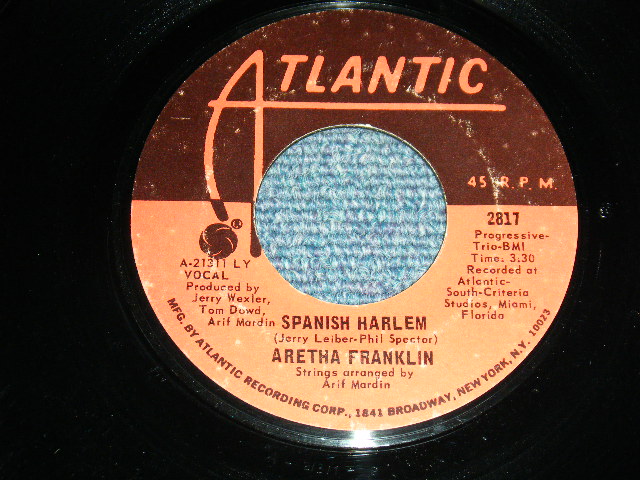 ATLANTIC
45 R.P.M.
2817
Progressive-
Trio-BMI
Time: 3:30
Recorded at
Atlantic-
South-Criteria
Studios, Miami,
Florida
A-21311 LY
VOCAL
Produced by
Jerry Wexler,
Tom Dowd,
Arif Mardin
SPANISH HARLEM
(Jerry Leiber-Phil Spector)
ARETHA FRANKLIN
Strings arranged by
Arif Mardin
MFG. BY ATLANTIC RECORDING CORP., 1841 BROADWAY, NEW YORK, N.Y. 10023